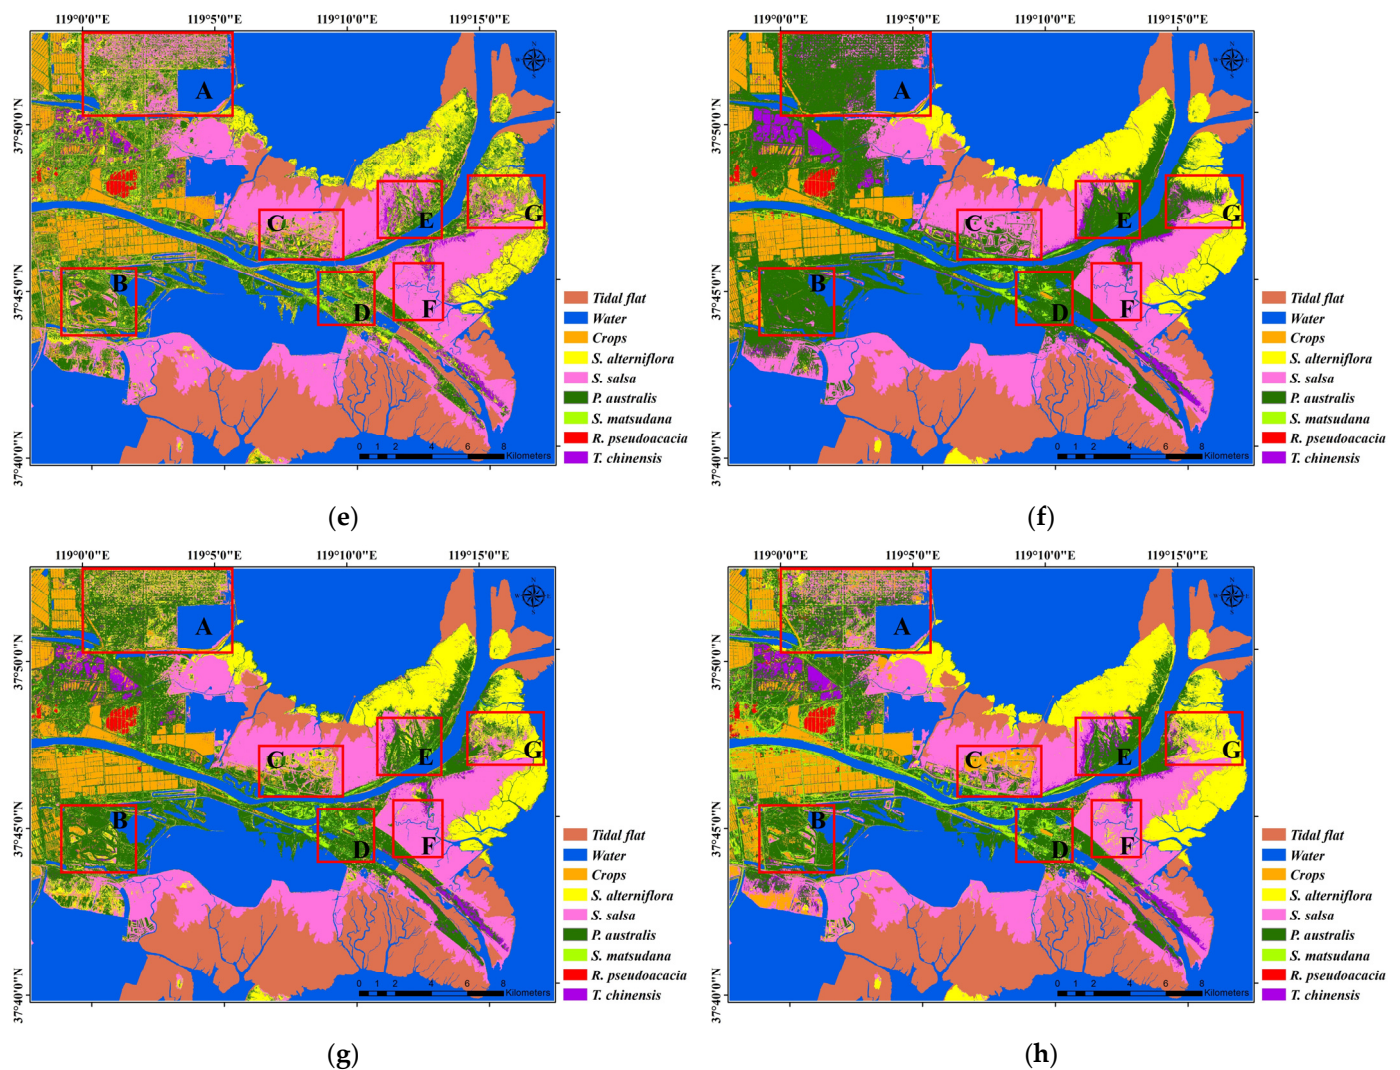 119°0'0"E 119°5'0"E 119°10'0"E 119°15'0"E
37°50'0"N
37°45'0"N
37°40'0"N
N
W E
S
A
B
C
D
E
F
G
Tidal flat
Water
Crops
S. alterniflora
S. salsa
P. australis
S. matsudana
R. pseudoacacia
T. chinensis
0 1 2 4 6 8
Kilometers
(e)
119°0'0"E 119°5'0"E 119°10'0"E 119°15'0"E
37°50'0"N
37°45'0"N
37°40'0"N
N
W E
S
A
B
C
D
E
F
G
Tidal flat
Water
Crops
S. alterniflora
S. salsa
P. australis
S. matsudana
R. pseudoacacia
T. chinensis
0 1 2 4 6 8
Kilometers
(f)
119°0'0"E 119°5'0"E 119°10'0"E 119°15'0"E
37°50'0"N
37°45'0"N
37°40'0"N
N
W E
S
A
B
C
D
E
F
G
Tidal flat
Water
Crops
S. alterniflora
S. salsa
P. australis
S. matsudana
R. pseudoacacia
T. chinensis
0 1 2 4 6 8
Kilometers
(g)
119°0'0"E 119°5'0"E 119°10'0"E 119°15'0"E
37°50'0"N
37°45'0"N
37°40'0"N
N
W E
S
A
B
C
D
E
F
G
Tidal flat
Water
Crops
S. alterniflora
S. salsa
P. australis
S. matsudana
R. pseudoacacia
T. chinensis
0 1 2 4 6 8
Kilometers
(h)